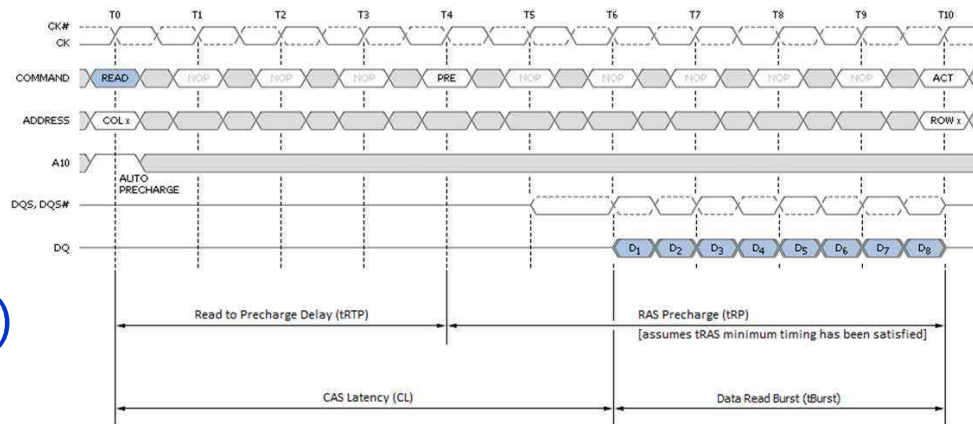 T0 T1 T2 T3 T4 T5 T6 T7 T8 T9 T10
CK#
CK
COMMAND READ NOP NOP NOP PRE NOP NOP NOP NOP NOP ACT
ADDRESS COL x ROW x
A10
AUTO
PRECHARGE
DQS, DQS#
DQ D1 D2 D3 D4 D5 D6 D7 D8
Read to Precharge Delay (tRTP) RAS Precharge (tRP)
[assumes tRAS minimum timing has been satisfied]
CAS Latency (CL) Data Read Burst (tBurst)
)